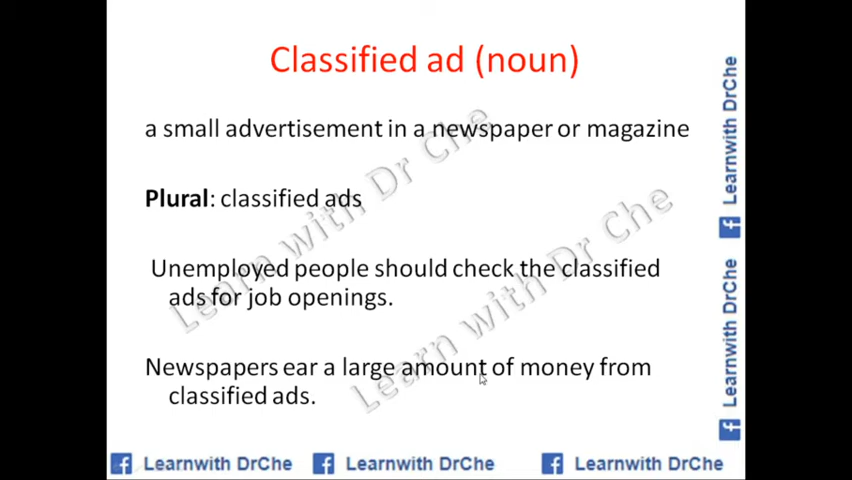 Classified ad (noun)
a small advertisement in a newspaper or magazine
Plural: classified ads
Unemployed people should check the classified
ads for job openings.
Newspapers ear a large amount of money from
classified ads.
Learn with Dr Che
Learn with Dr Che
Learnwith DrChe
Learnwith DrChe
Learnwith DrChe Learnwith DrChe Learnwith DrChe